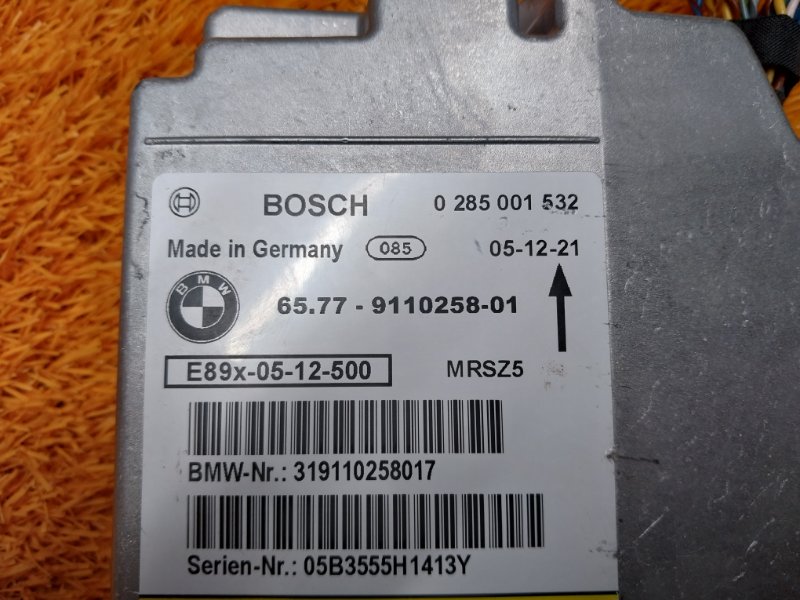 BOSCH 0 285 001 532
Made in Germany 085 05-12-21
BMW 65.77 - 9110258-01
E89x-05-12-500 MRSZ5
BMW-Nr.: 319110258017
Serien-Nr.: 05B3555H1413Y